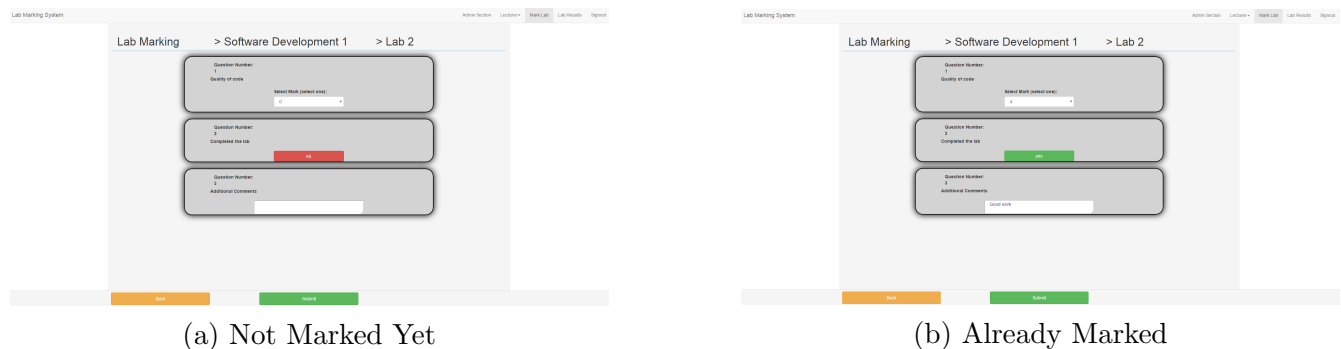 Lab Marking System
Admin Section Lecturer Mark Lab Lab Results Signout
Lab Marking > Software Development 1 > Lab 2
Question Number:
1
Quality of code
Select Mark (select one):
0
Question Number:
2
Completed the lab
no
Question Number:
3
Additional Comments
Back
Submit
(a) Not Marked Yet
Lab Marking System
Admin Section Lecturer Mark Lab Lab Results Signout
Lab Marking > Software Development 1 > Lab 2
Question Number:
1
Quality of code
Select Mark (select one):
4
Question Number:
2
Completed the lab
yes
Question Number:
3
Additional Comments
Good work
Back
Submit
(b) Already Marked